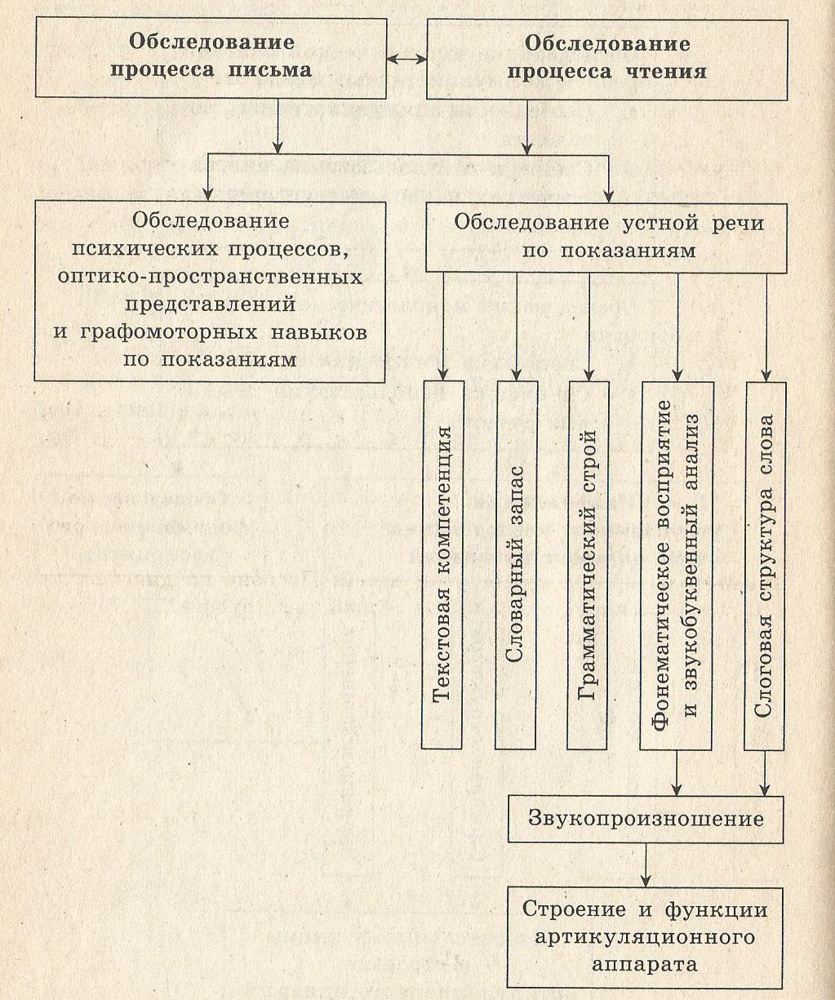 Обследование
процесса письма
Обследование
процесса чтения
Обследование
психических процессов,
оптико-пространственных
представлений
и графомоторных навыков
по показаниям
Обследование устной речи
по показаниям
Текстовая компетенция
Словарный запас
Грамматический строй
Фонематическое восприятие
и звукобуквенный анализ
Слоговая структура слова
Звукопроизношение
Строение и функции
артикуляционного
аппарата